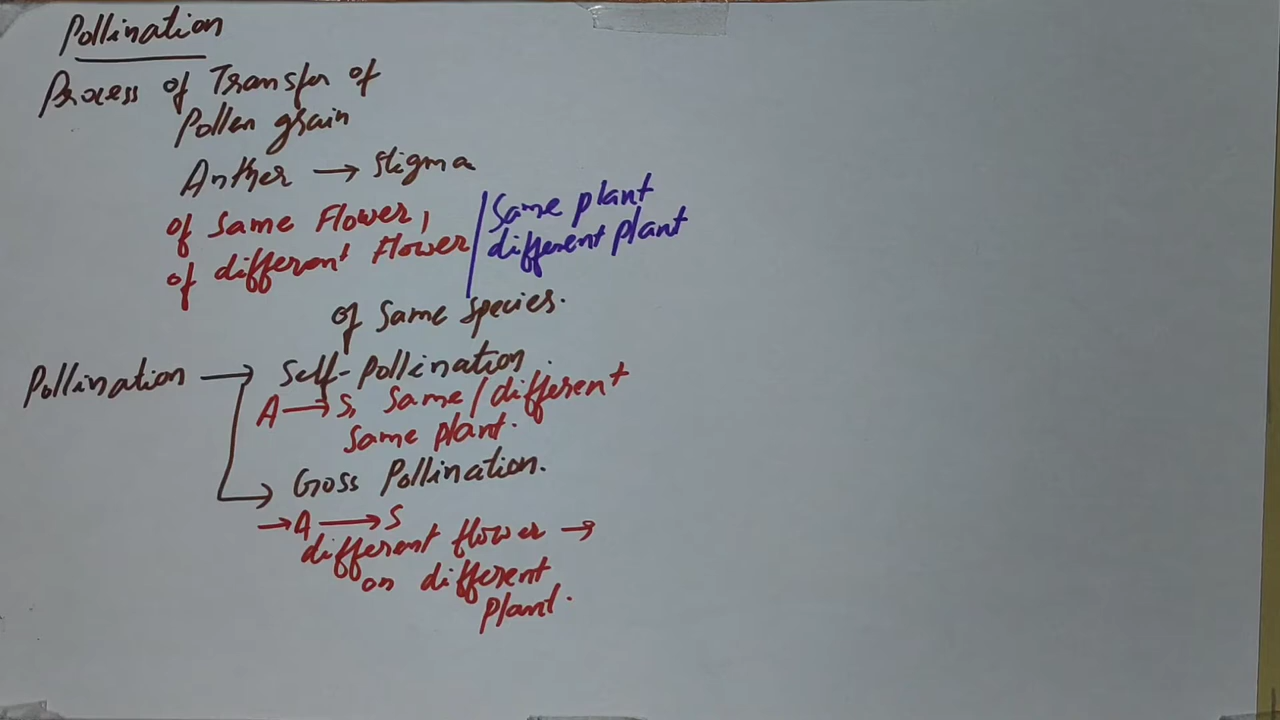 Pollination
Process of Transfer of
Pollen grain
Anther → Stigma
of Same Flower,
of different Flower / Same plant
different plant
of Same Species.
Pollination → Self-Pollination.
A → S, Same/different
Same plant.
→ Cross Pollination.
→ A → S
different flower →
on different
plant.